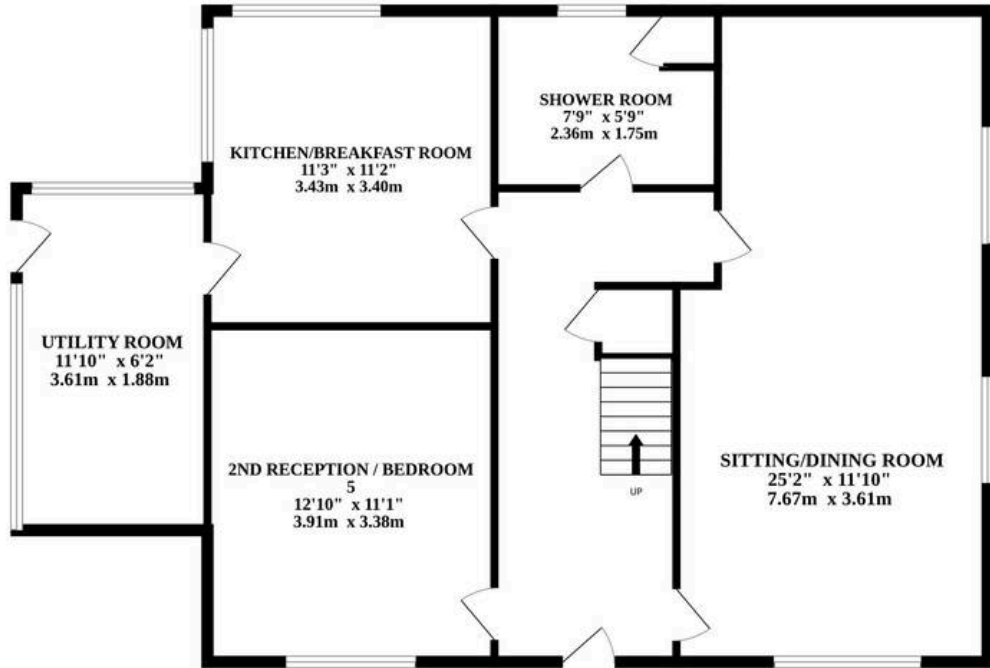 SHOWER ROOM
7'9" x 5'9"
2.36m x 1.75m
KITCHEN/BREAKFAST ROOM
11'3" x 11'2"
3.43m x 3.40m
UTILITY ROOM
11'10" x 6'2"
3.61m x 1.88m
2ND RECEPTION / BEDROOM
5
12'10" x 11'1"
3.91m x 3.38m
UP
SITTING/DINING ROOM
25'2" x 11'10"
7.67m x 3.61m